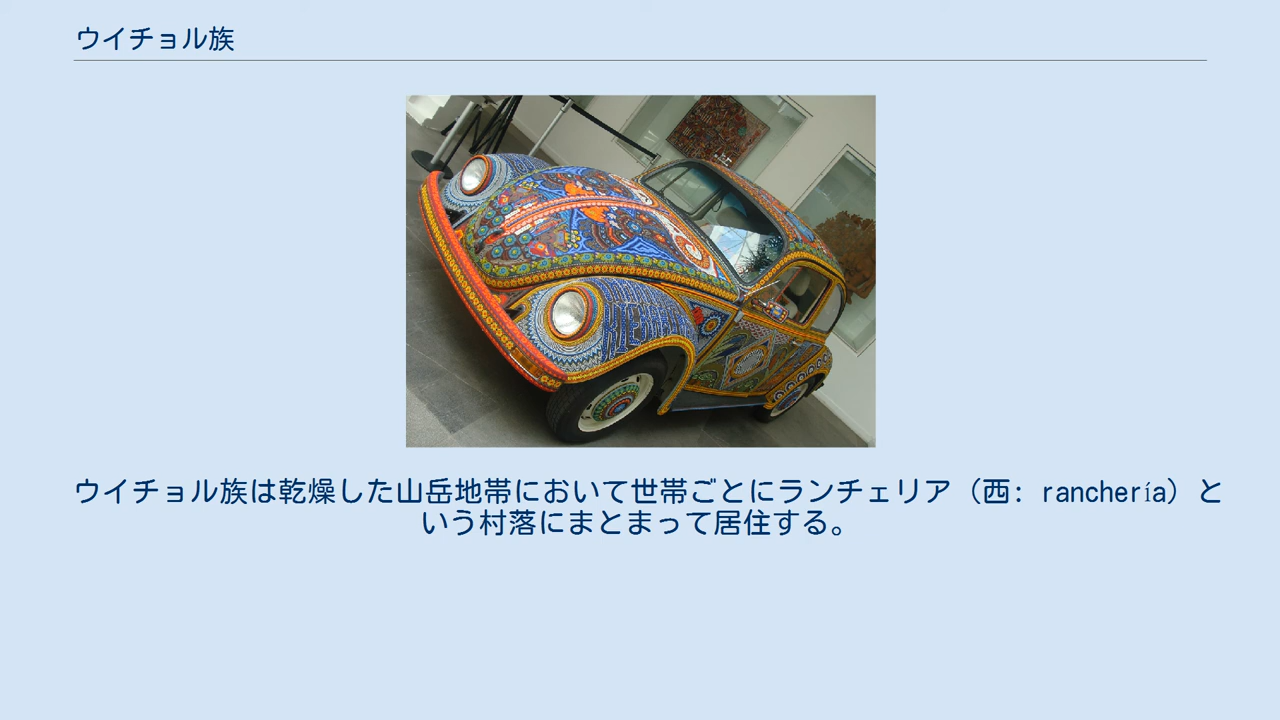 ウイチョル族
ウイチョル族は乾燥した山岳地帯において世帯ごとにランチェリア（西: ranchería）と
いう村落にまとまって居住する。